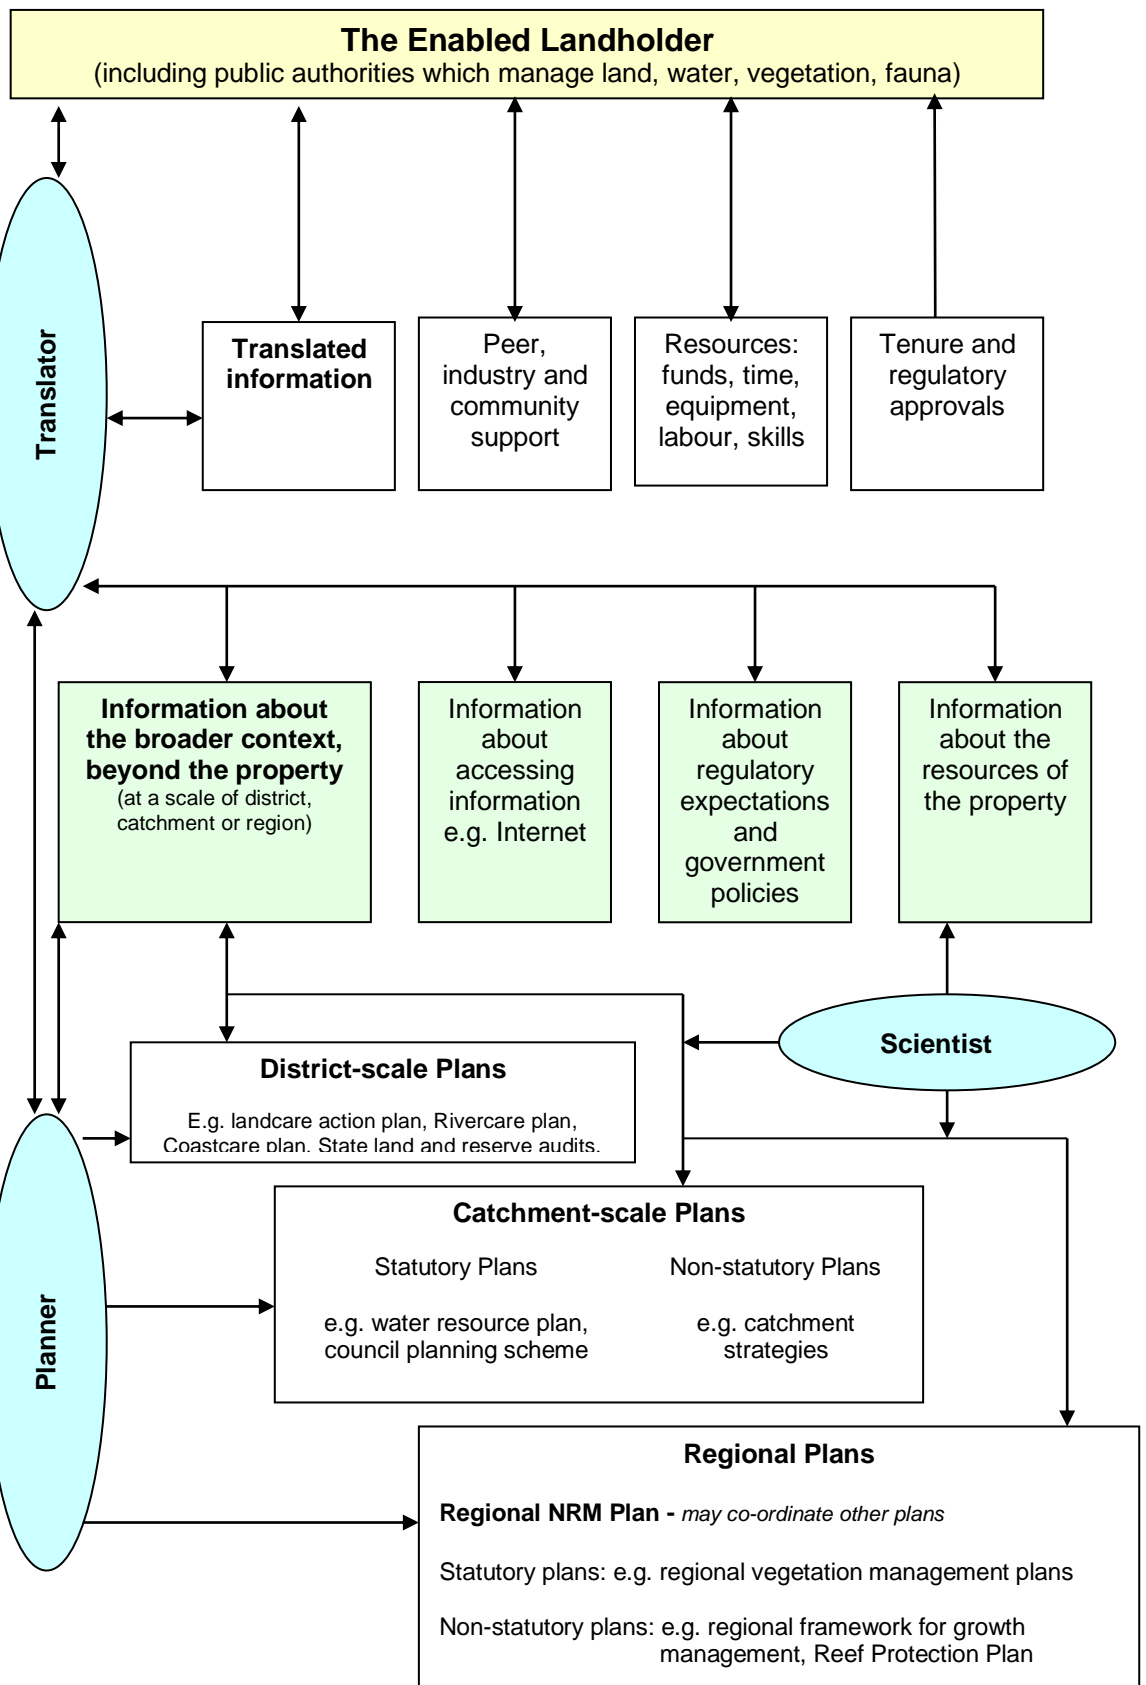 The Enabled Landholder
(including public authorities which manage land, water, vegetation, fauna)
Translator
Translated
information
Peer,
industry and
community
support
Resources:
funds, time,
equipment,
labour, skills
Tenure and
regulatory
approvals
Information about
the broader context,
beyond the property
(at a scale of district,
catchment or region)
Information
about
accessing
information
e.g. Internet
Information
about
regulatory
expectations
and
government
policies
Information
about the
resources of
the property
Scientist
District-scale Plans
E.g. landcare action plan, Rivercare plan,
Coastcare plan, State land and reserve audits.
Planner
Catchment-scale Plans
Statutory Plans
e.g. water resource plan,
council planning scheme
Non-statutory Plans
e.g. catchment
strategies
Regional Plans
Regional NRM Plan - may co-ordinate other plans
Statutory plans: e.g. regional vegetation management plans
Non-statutory plans: e.g. regional framework for growth
management, Reef Protection Plan